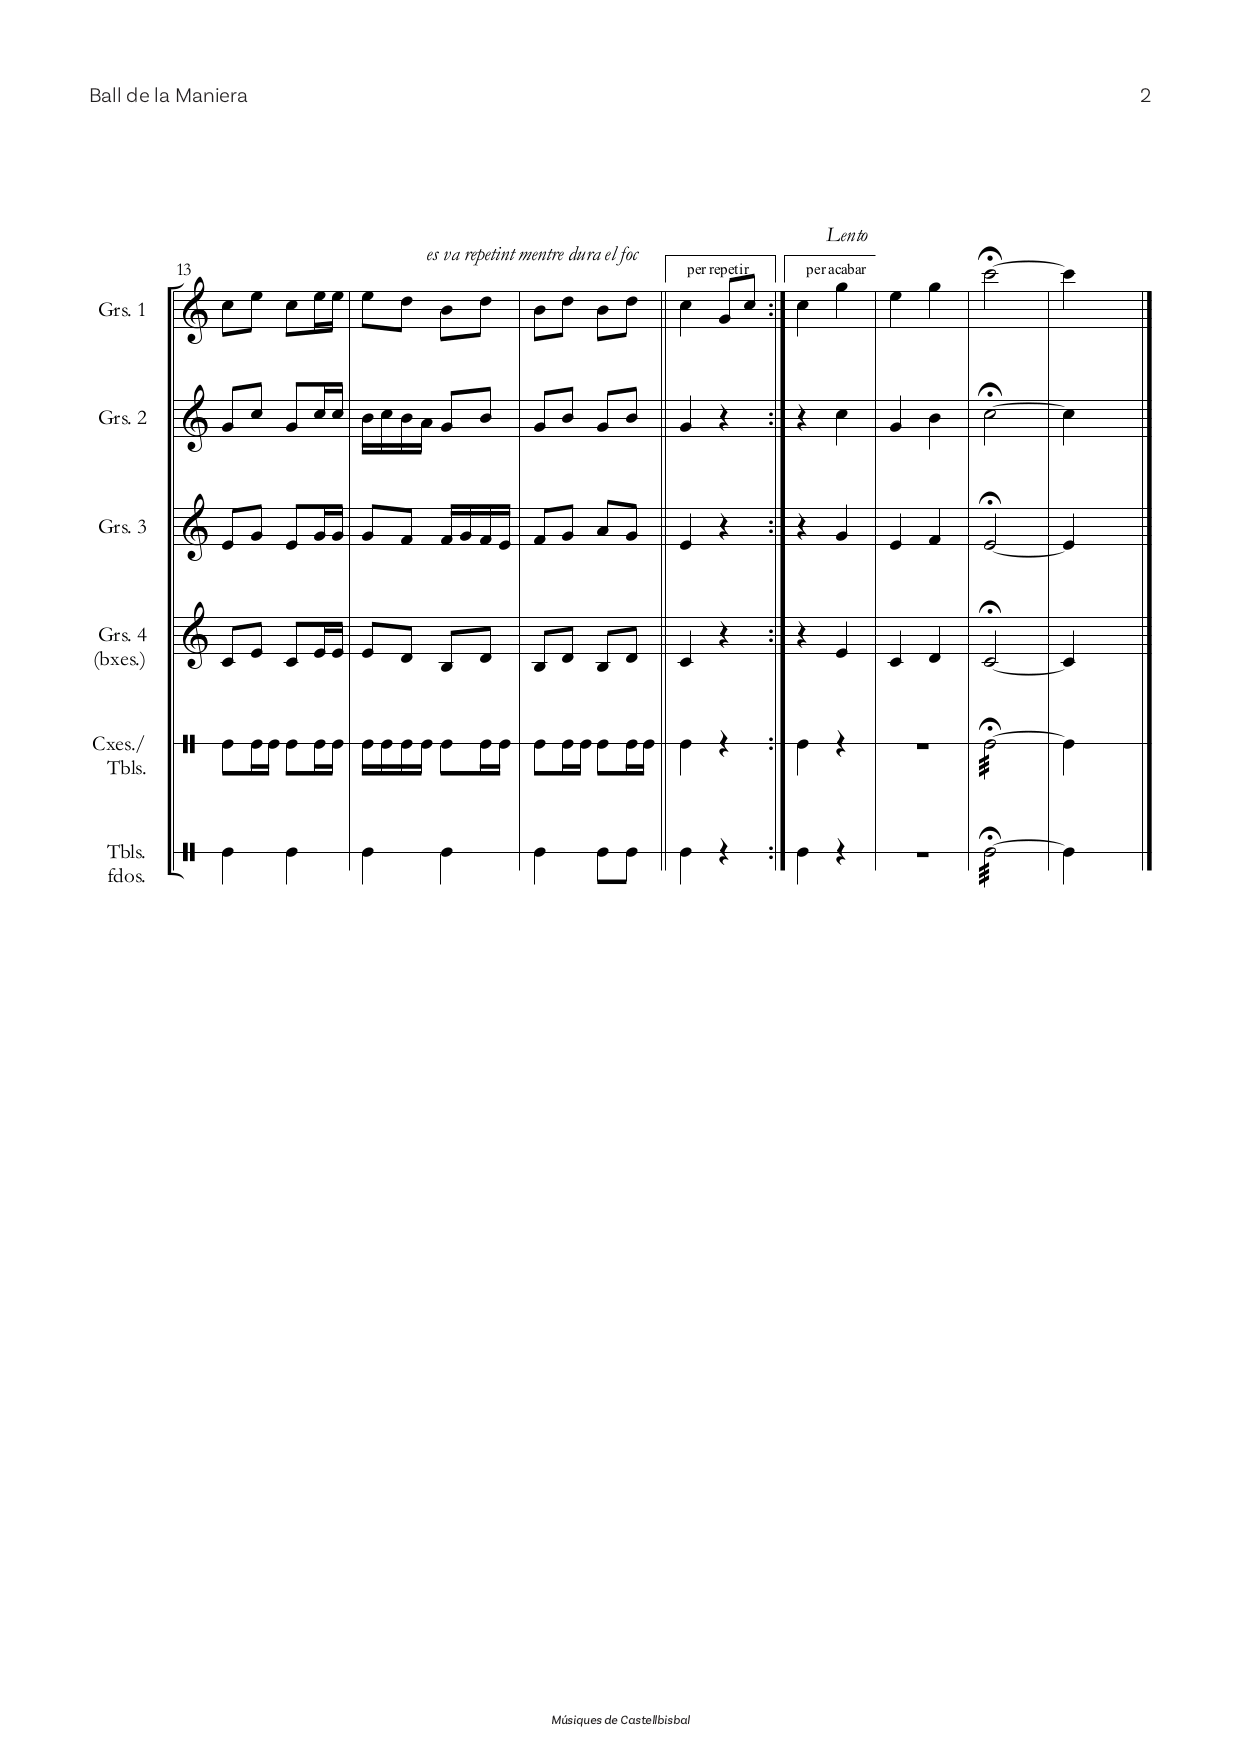 Ball de la Maniera
2
Lento
es va repetint mentre dura el foc
per repetir
per acabar
13
Grs. 1
Grs. 2
Grs. 3
Grs. 4
(bxes.)
Cxes./
Tbls.
Tbls.
fdos.
Músiques de Castellbisbal